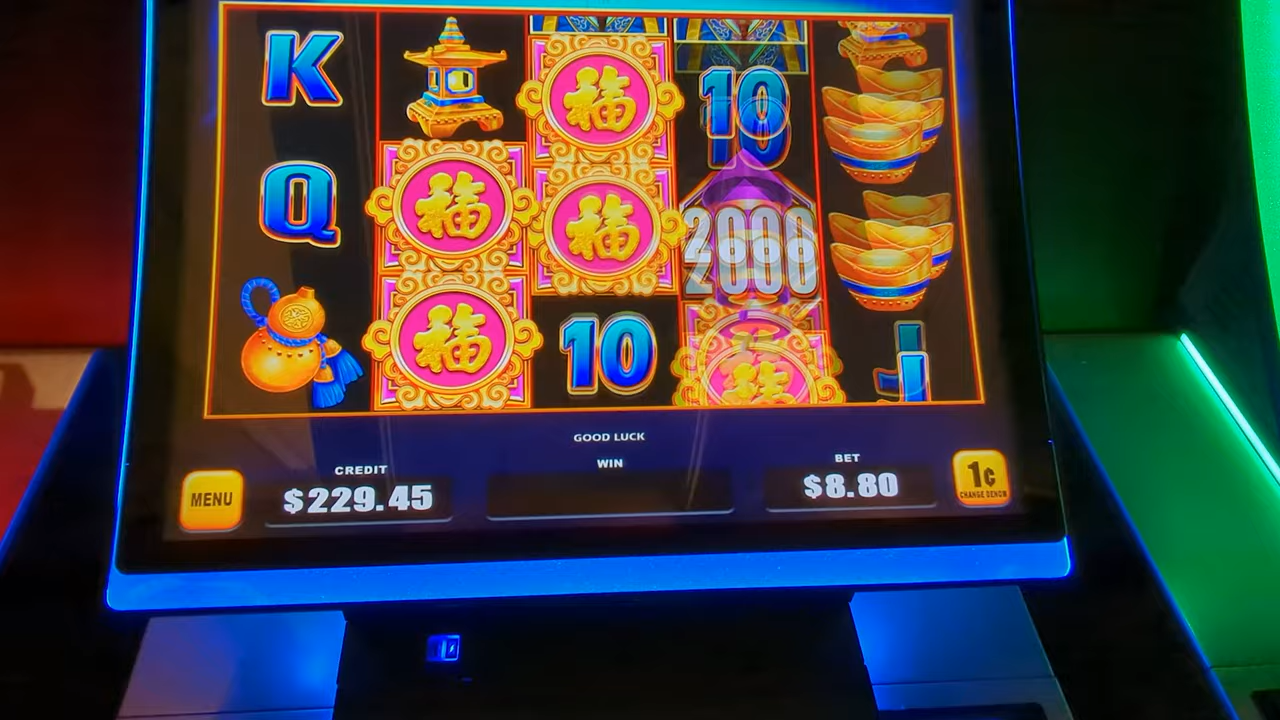 K
福
10
Q
福
福
2000
福
10
福
J
GOOD LUCK
CREDIT
WIN
BET
MENU
$229.45
$8.80
1¢
CHANGE DENOM